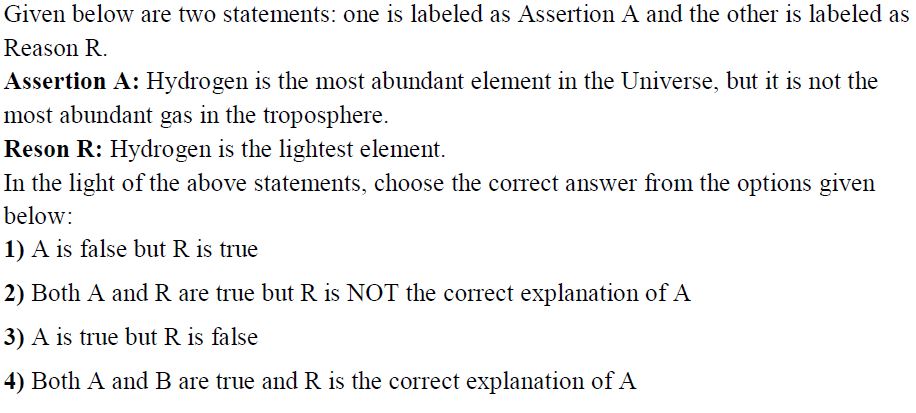 Given below are two statements: one is labeled as Assertion A and the other is labeled as
Reason R.
Assertion A: Hydrogen is the most abundant element in the Universe, but it is not the
most abundant gas in the troposphere.
Reson R: Hydrogen is the lightest element.
In the light of the above statements, choose the correct answer from the options given
below:
1) A is false but R is true
2) Both A and R are true but R is NOT the correct explanation of A
3) A is true but R is false
4) Both A and B are true and R is the correct explanation of A